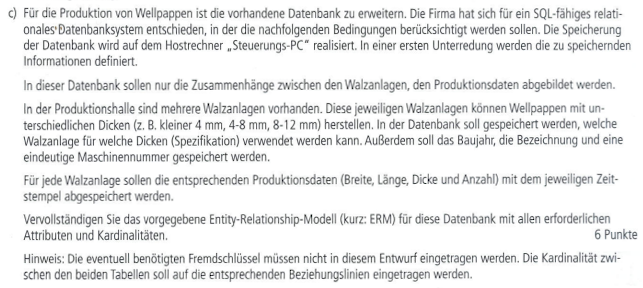 c) Für die Produktion von Wellpappen ist die vorhandene Datenbank zu erweitern. Die Firma hat sich für ein SQL-fähiges relati-
onales Datenbanksystem entschieden, in der die nachfolgenden Bedingungen berücksichtigt werden sollen. Die Speicherung
der Datenbank wird auf dem Hostrechner „Steuerungs-PC“ realisiert. In einer ersten Unterredung werden die zu speichernden
Informationen definiert.
In dieser Datenbank sollen nur die Zusammenhänge zwischen den Walzanlagen, den Produktionsdaten abgebildet werden.
In der Produktionshalle sind mehrere Walzanlagen vorhanden. Diese jeweiligen Walzanlagen können Wellpappen mit un-
terschiedlichen Dicken (z. B. kleiner 4 mm, 4-8 mm, 8-12 mm) herstellen. In der Datenbank soll gespeichert werden, welche
Walzanlage für welche Dicken (Spezifikation) verwendet werden kann. Außerdem soll das Baujahr, die Bezeichnung und eine
eindeutige Maschinennummer gespeichert werden.
Für jede Walzanlage sollen die entsprechenden Produktionsdaten (Breite, Länge, Dicke und Anzahl) mit dem jeweiligen Zeit-
stempel abgespeichert werden.
Vervollständigen Sie das vorgegebene Entity-Relationship-Modell (kurz: ERM) für diese Datenbank mit allen erforderlichen
Attributen und Kardinalitäten. 6 Punkte
Hinweis: Die eventuell benötigten Fremdschlüssel müssen nicht in diesem Entwurf eingetragen werden. Die Kardinalität zwi-
schen den beiden Tabellen soll auf die entsprechenden Beziehungslinien eingetragen werden.